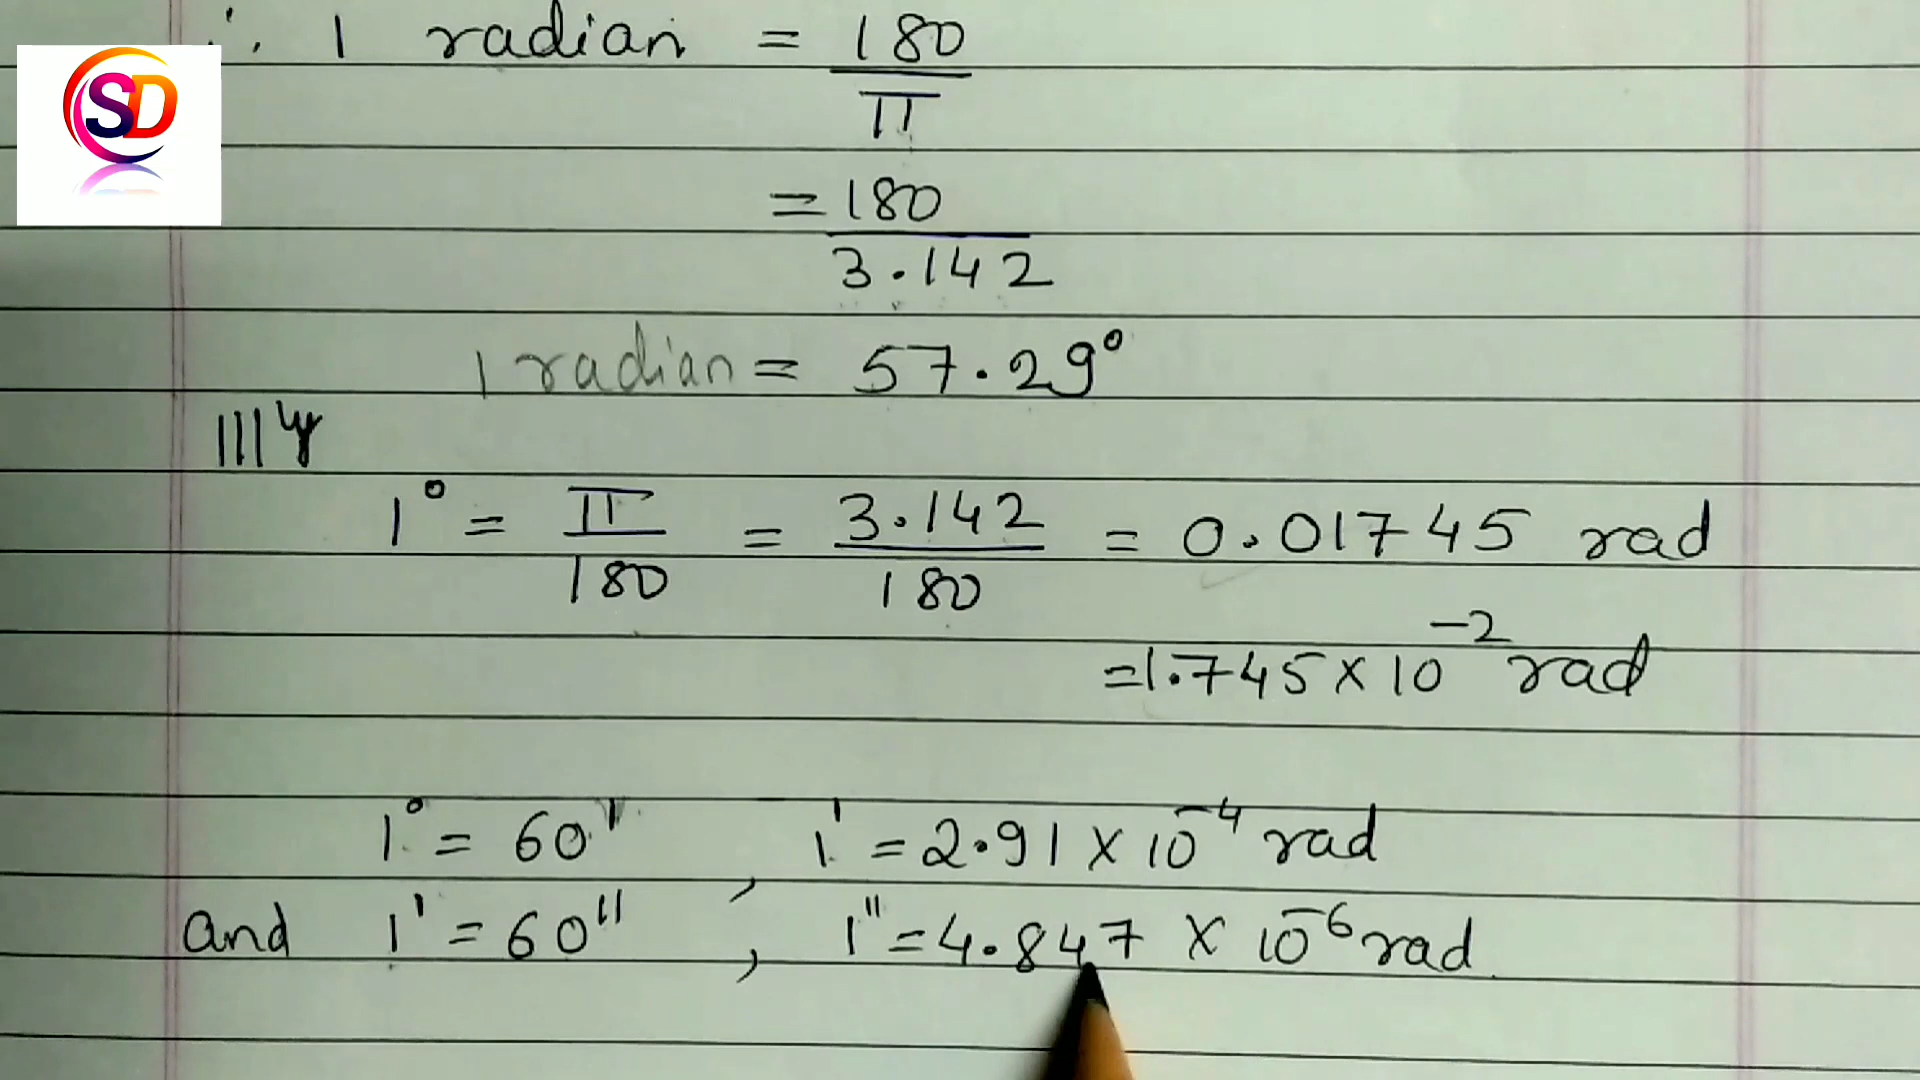 ∴ 1 radian = 180
π
SD
= 180
3.142
1 radian = 57.29°
|||ly
1° = π/180 = 3.142/180 = 0.01745 rad
= 1.745 × 10⁻² rad
1° = 60' , 1' = 2.91 × 10⁻⁴ rad
and 1' = 60'' , 1'' = 4.847 × 10⁻⁶ rad